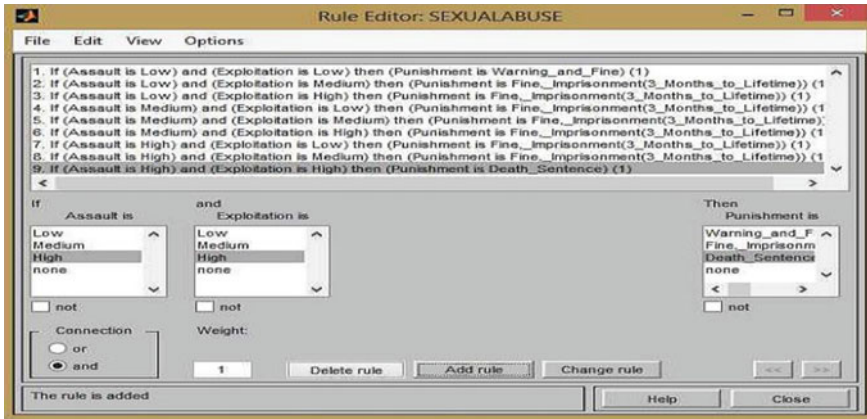 Rule Editor: SEXUALABUSE
File Edit View Options
1. If (Assault is Low) and (Exploitation is Low) then (Punishment is Warning_and_Fine) (1)
2. If (Assault is Low) and (Exploitation is Medium) then (Punishment is Fine,_Imprisonment(3_Months_to_Lifetime)) (1
3. If (Assault is Low) and (Exploitation is High) then (Punishment is Fine,_Imprisonment(3_Months_to_Lifetime)) (1)
4. If (Assault is Medium) and (Exploitation is Low) then (Punishment is Fine,_Imprisonment(3_Months_to_Lifetime)) (1
5. If (Assault is Medium) and (Exploitation is Medium) then (Punishment is Fine,_Imprisonment(3_Months_to_Lifetime)
6. If (Assault is Medium) and (Exploitation is High) then (Punishment is Fine,_Imprisonment(3_Months_to_Lifetime)) (
7. If (Assault is High) and (Exploitation is Low) then (Punishment is Fine,_Imprisonment(3_Months_to_Lifetime)) (1)
8. If (Assault is High) and (Exploitation is Medium) then (Punishment is Fine,_Imprisonment(3_Months_to_Lifetime)) (1
9. If (Assault is High) and (Exploitation is High) then (Punishment is Death_Sentence) (1)
If and Then
Assault is Exploitation is Punishment is
Low Low Warning_and_F
Medium Medium Fine,_Imprisonm
High High Death_Sentence
none none none
not not not
Connection Weight:
or
and 1 Delete rule Add rule Change rule << >>
The rule is added Help Close